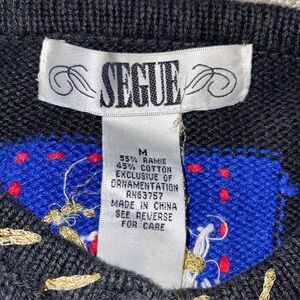 SEGUE
M
55% RAMIE
45% COTTON
EXCLUSIVE OF
ORNAMENTATION
RN63757
MADE IN CHINA
SEE REVERSE
FOR CARE